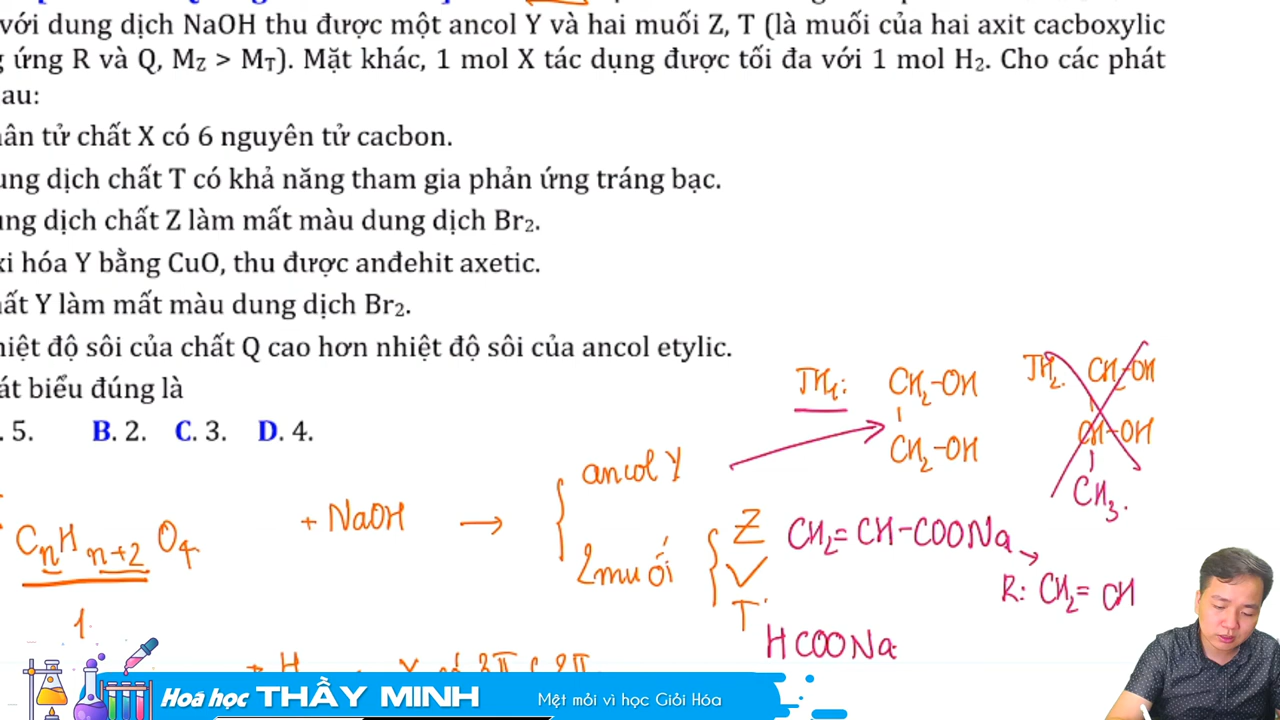 với dung dịch NaOH thu được một ancol Y và hai muối Z, T (là muối của hai axit cacboxylic
g ứng R và Q, MZ > MT). Mặt khác, 1 mol X tác dụng được tối đa với 1 mol H2. Cho các phát
au:
ân tử chất X có 6 nguyên tử cacbon.
ung dịch chất T có khả năng tham gia phản ứng tráng bạc.
ung dịch chất Z làm mất màu dung dịch Br2.
xi hóa Y bằng CuO, thu được anđehit axetic.
ất Y làm mất màu dung dịch Br2.
hiệt độ sôi của chất Q cao hơn nhiệt độ sôi của ancol etylic.
át biểu đúng là
. 5. B. 2. C. 3. D. 4.
TH1: CH2-OH
CH2-OH
TH2. CH2-OH
CH-OH
CH3.
CnHn+2O4 + NaOH → ancol Y
2 muối Z CH2=CH-COONa → R: CH2=CH
T HCOONa
1
Hoá học THẦY MINH Mệt mỏi vì học Giỏi Hóa